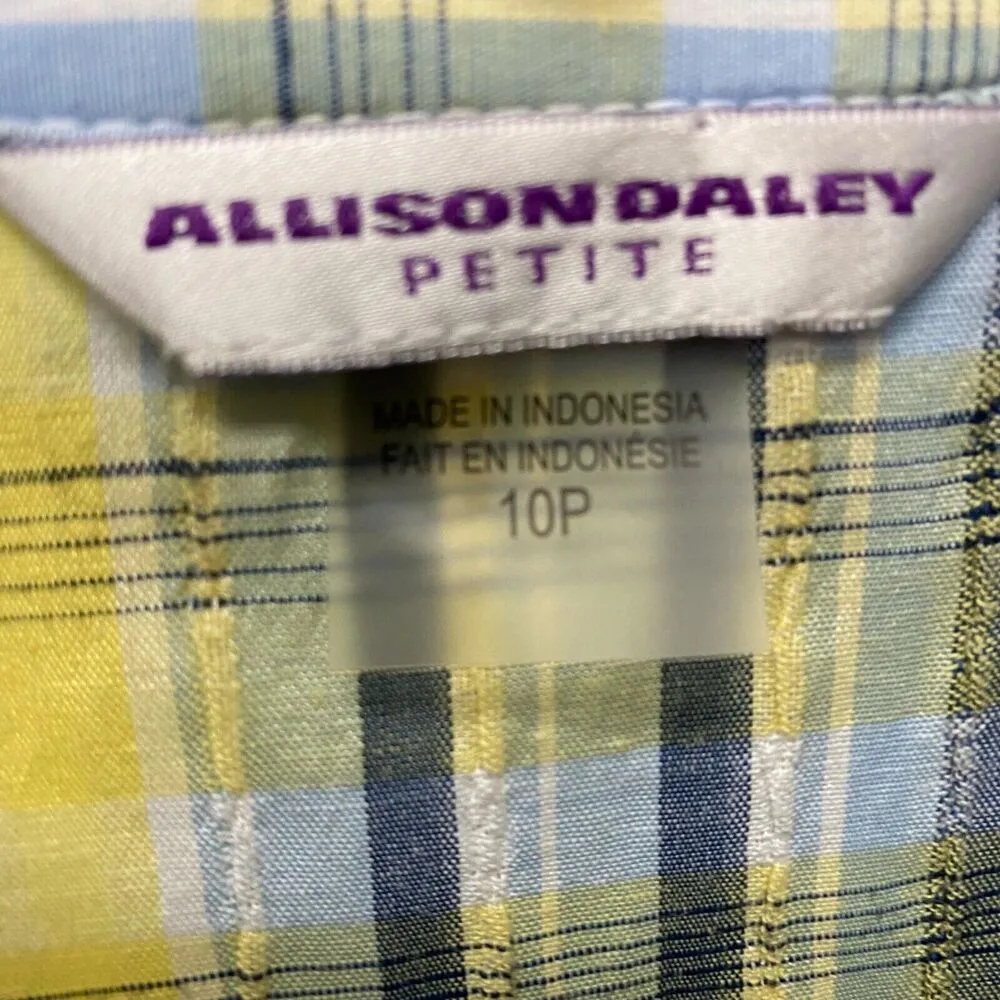 ALLISON DALEY
PETITE
MADE IN INDONESIA
FAIT EN INDONÉSIE
10P